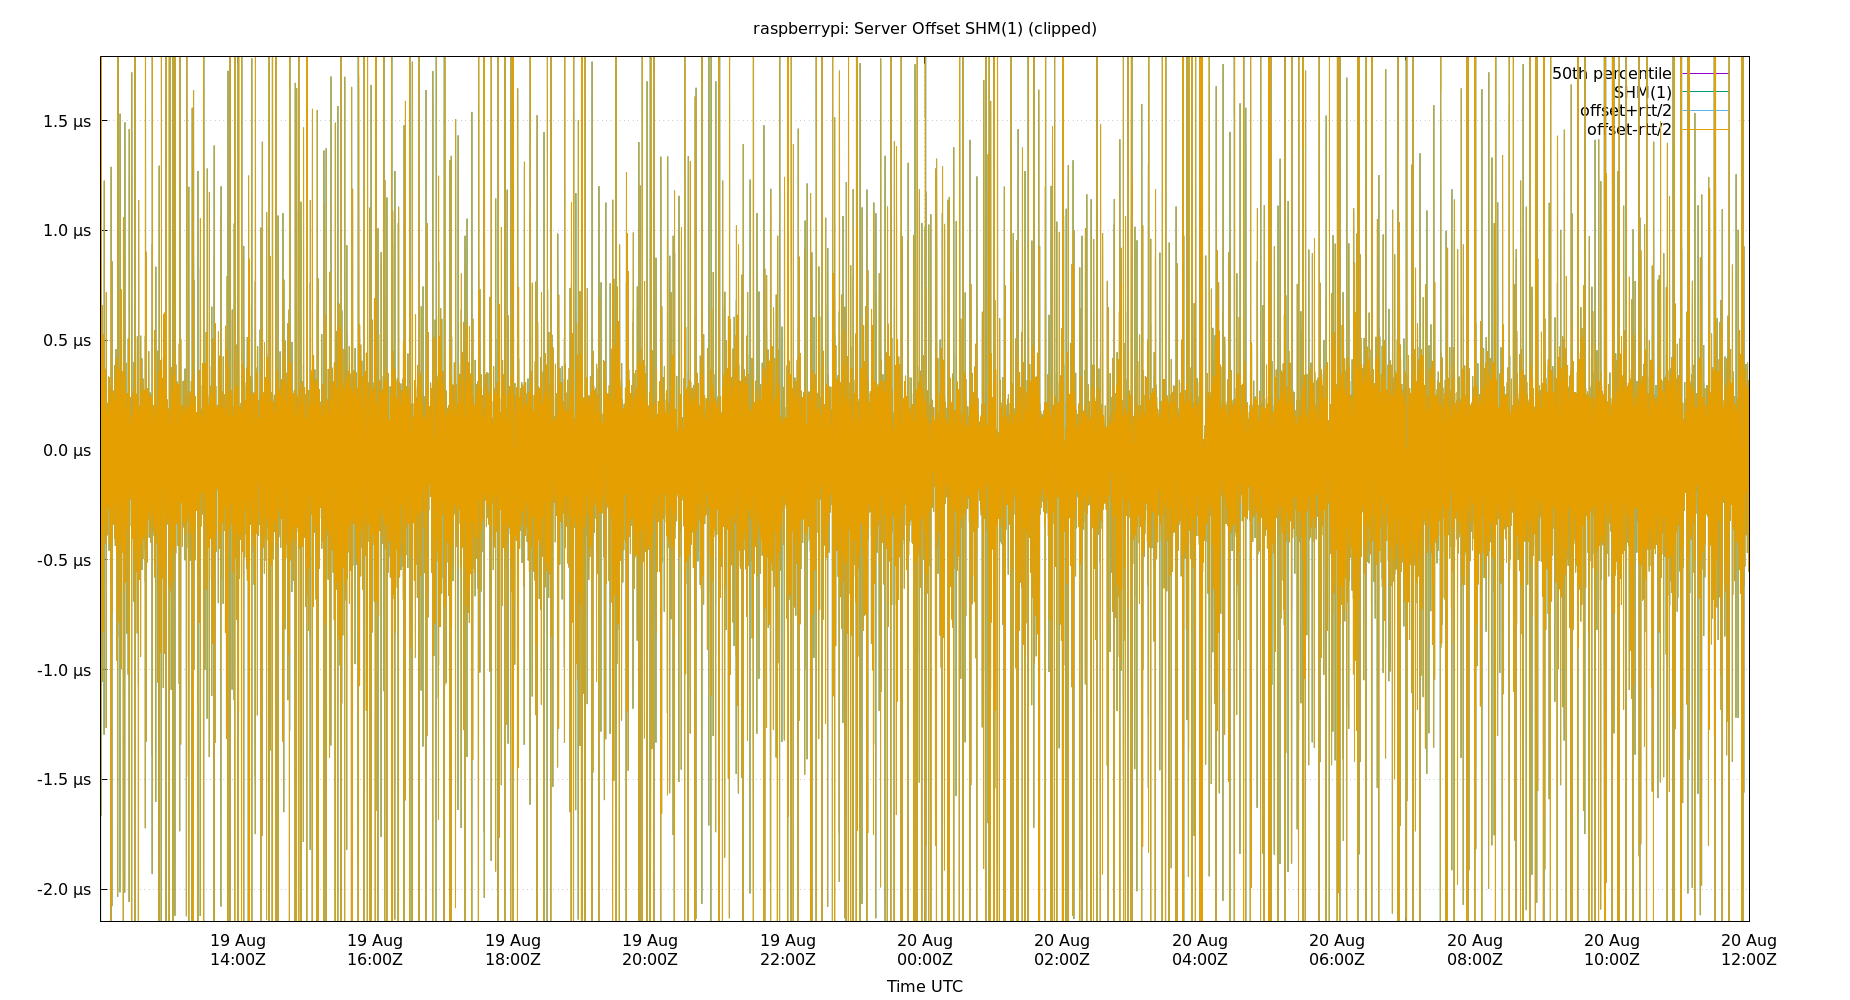 raspberrypi: Server Offset SHM(1) (clipped)
50th percentile
SHM(1)
offset+rtt/2
offset-rtt/2
1.5 µs
1.0 µs
0.5 µs
0.0 µs
-0.5 µs
-1.0 µs
-1.5 µs
-2.0 µs
19 Aug 19 Aug 19 Aug 19 Aug 19 Aug 20 Aug 20 Aug 20 Aug 20 Aug 20 Aug 20 Aug 20 Aug
14:00Z 16:00Z 18:00Z 20:00Z 22:00Z 00:00Z 02:00Z 04:00Z 06:00Z 08:00Z 10:00Z 12:00Z
Time UTC